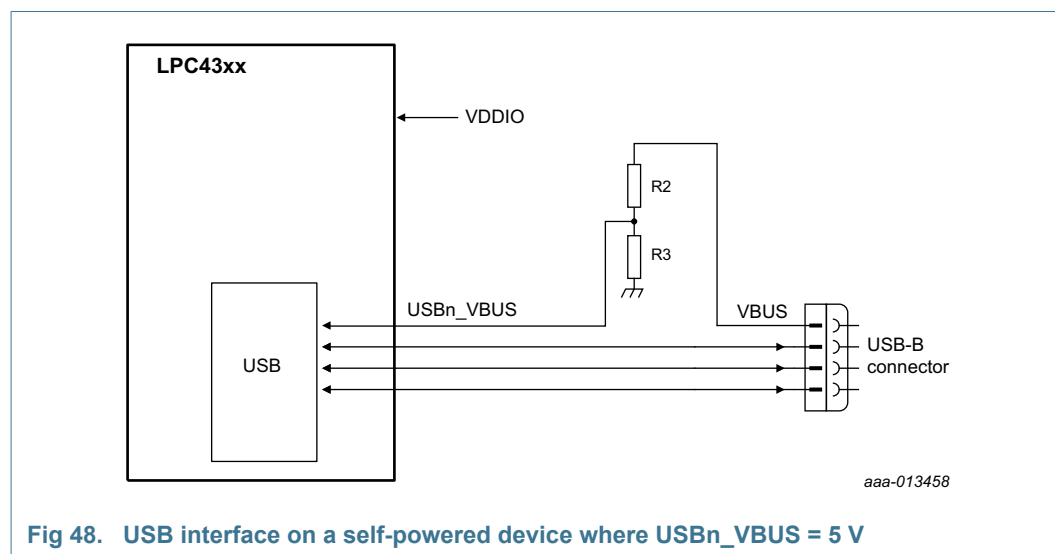 LPC43xx
VDDIO
R2
R3
USBn_VBUS
VBUS
USB
USB-B
connector
aaa-013458
Fig 48. USB interface on a self-powered device where USBn_VBUS = 5 V